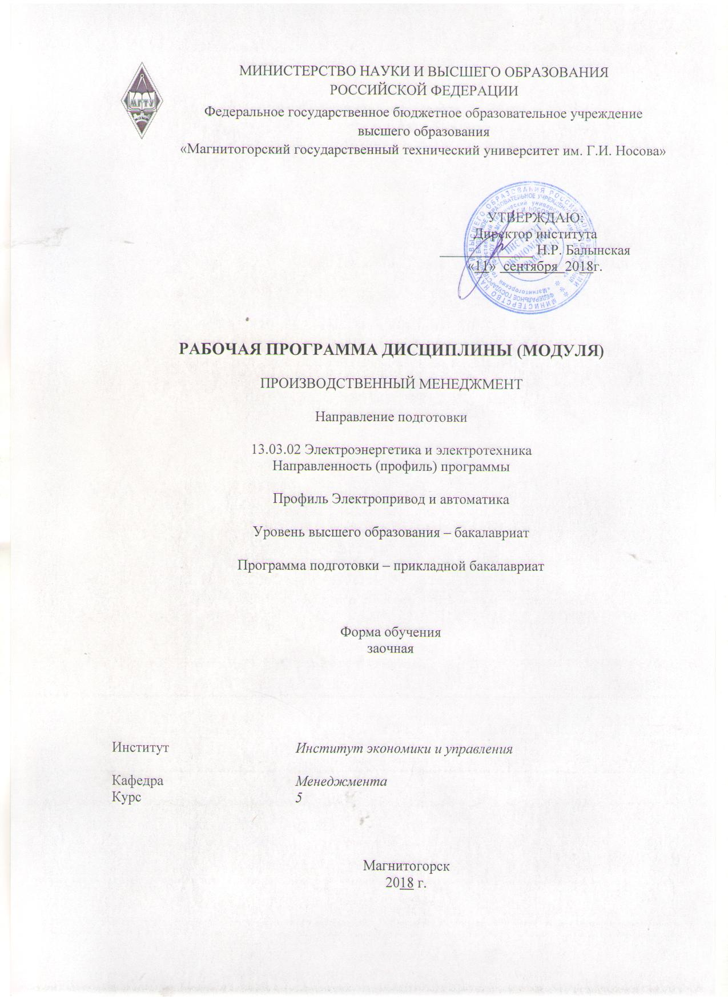 МИНИСТЕРСТВО НАУКИ И ВЫСШЕГО ОБРАЗОВАНИЯ
РОССИЙСКОЙ ФЕДЕРАЦИИ
Федеральное государственное бюджетное образовательное учреждение
высшего образования
«Магнитогорский государственный технический университет им. Г.И. Носова»
МГТУ
УТВЕРЖДАЮ:
Директор института
Н.Р. Балынская
«11» сентября 2018г.
РАБОЧАЯ ПРОГРАММА ДИСЦИПЛИНЫ (МОДУЛЯ)
ПРОИЗВОДСТВЕННЫЙ МЕНЕДЖМЕНТ
Направление подготовки
13.03.02 Электроэнергетика и электротехника
Направленность (профиль) программы
Профиль Электропривод и автоматика
Уровень высшего образования – бакалавриат
Программа подготовки – прикладной бакалавриат
Форма обучения
заочная
Институт Институт экономики и управления
Кафедра Менеджмента
Курс 5
Магнитогорск
2018 г.